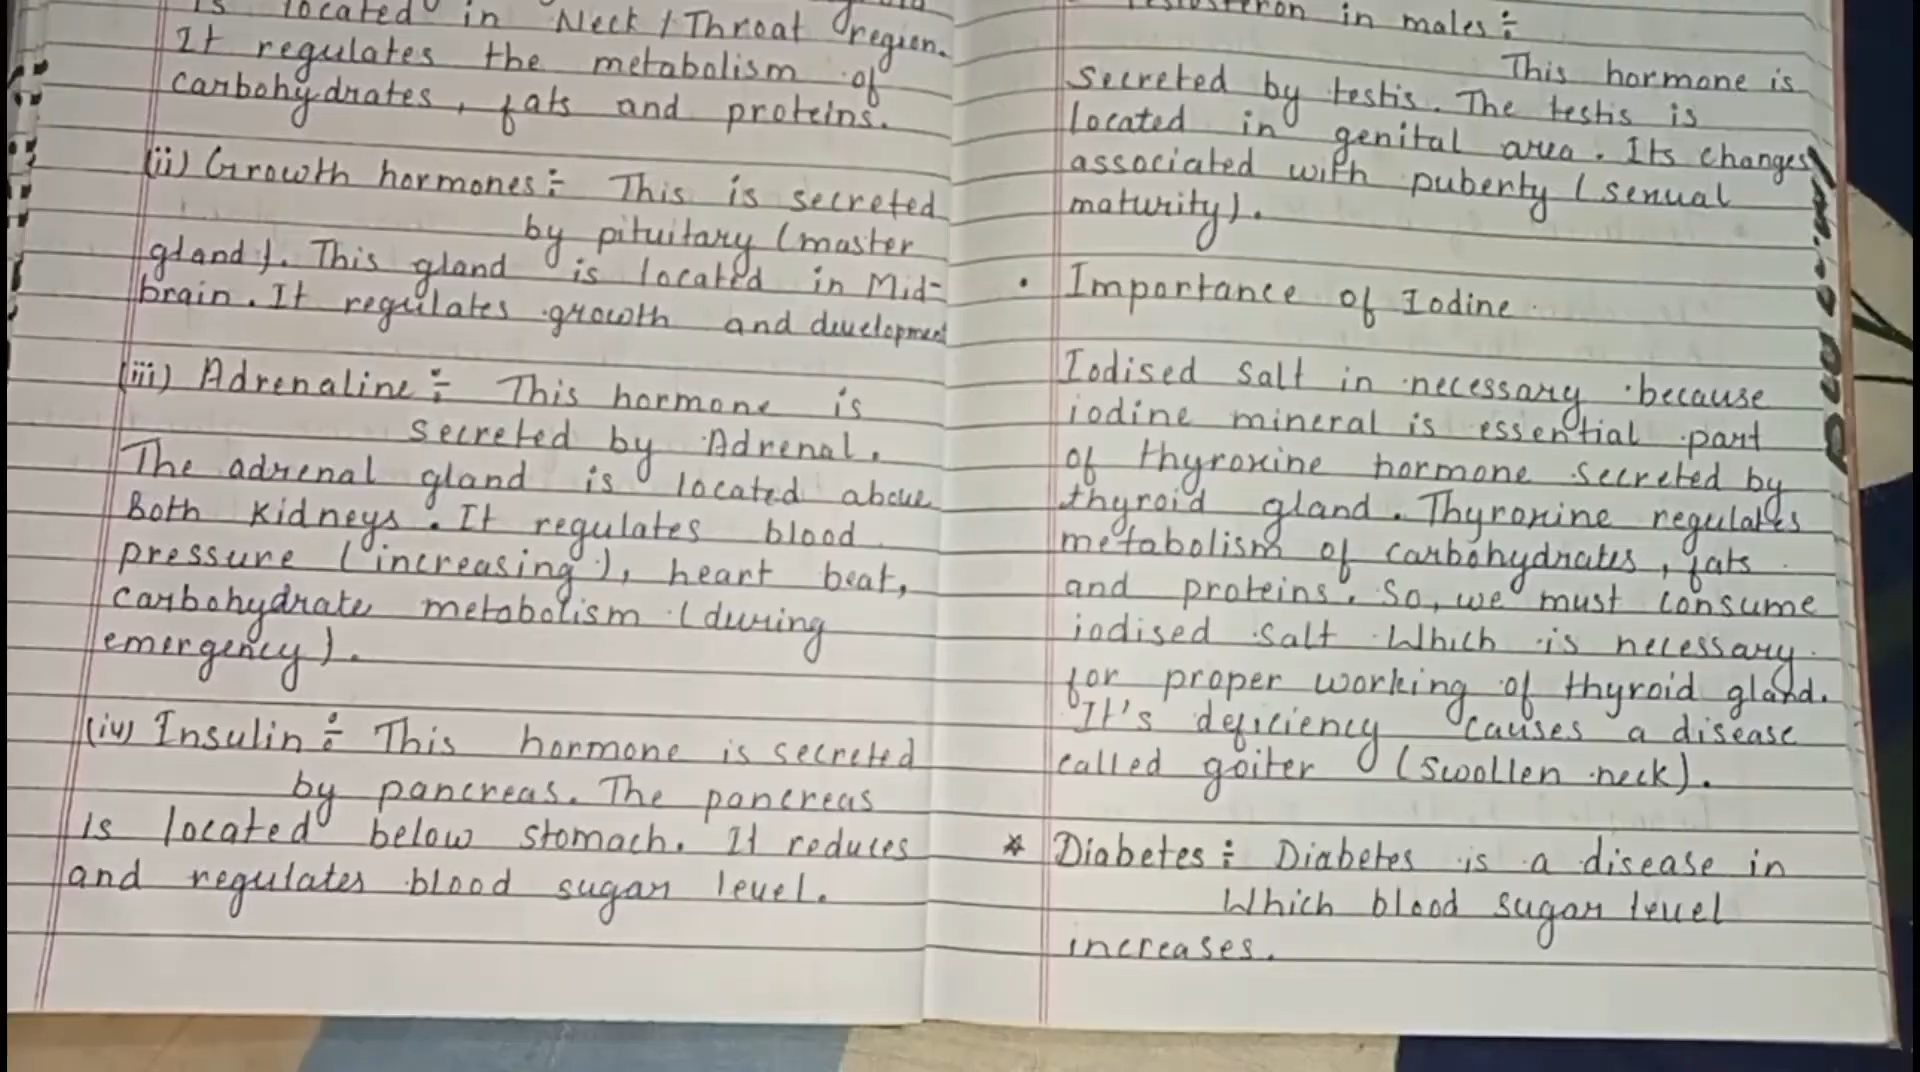 is located in Neck / Throat region.
It regulates the metabolism of
carbohydrates, fats and proteins.
(ii) Growth hormones÷ This is secreted
by pituitary (master
gland). This gland is located in Mid-
brain. It regulates growth and development
(iii) Adrenaline÷ This hormone is
secreted by Adrenal.
The adrenal gland is located above
Both Kidneys. It regulates blood
pressure (increasing), heart beat,
carbohydrate metabolism (during
emergency).
(iv) Insulin÷ This hormone is secreted
by pancreas. The pancreas
is located below stomach. It reduces
and regulates blood sugar level.
in males÷
This hormone is
secreted by testis. The testis is
located in genital area. Its changes
associated with puberty (sexual
maturity).
• Importance of Iodine
Iodised salt in necessary because
iodine mineral is essential part
of thyroxine hormone secreted by
thyroid gland. Thyroxine regulates
metabolism of carbohydrates, fats
and proteins. So, we must consume
iodised salt Which is necessary
for proper working of thyroid gland.
It's deficiency causes a disease
called goiter (swollen neck).
* Diabetes÷ Diabetes is a disease in
Which blood sugar level
increases.